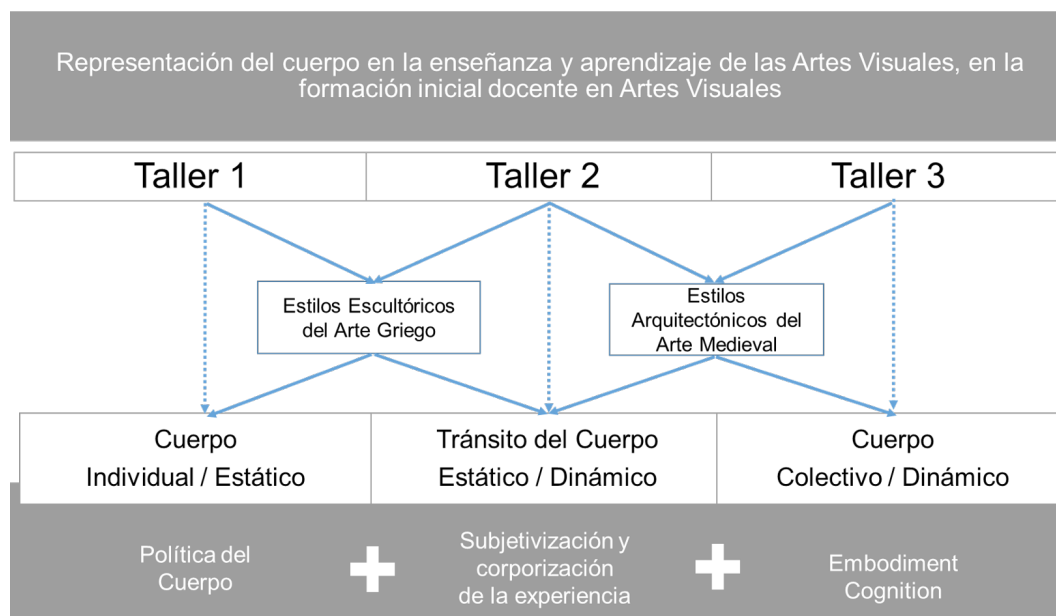 Representación del cuerpo en la enseñanza y aprendizaje de las Artes Visuales, en la
formación inicial docente en Artes Visuales
Taller 1
Taller 2
Taller 3
Estilos Escultóricos
del Arte Griego
Estilos
Arquitectónicos del
Arte Medieval
Cuerpo
Individual / Estático
Tránsito del Cuerpo
Estático / Dinámico
Cuerpo
Colectivo / Dinámico
Política del
Cuerpo
Subjetivización y
corporización
de la experiencia
Embodiment
Cognition